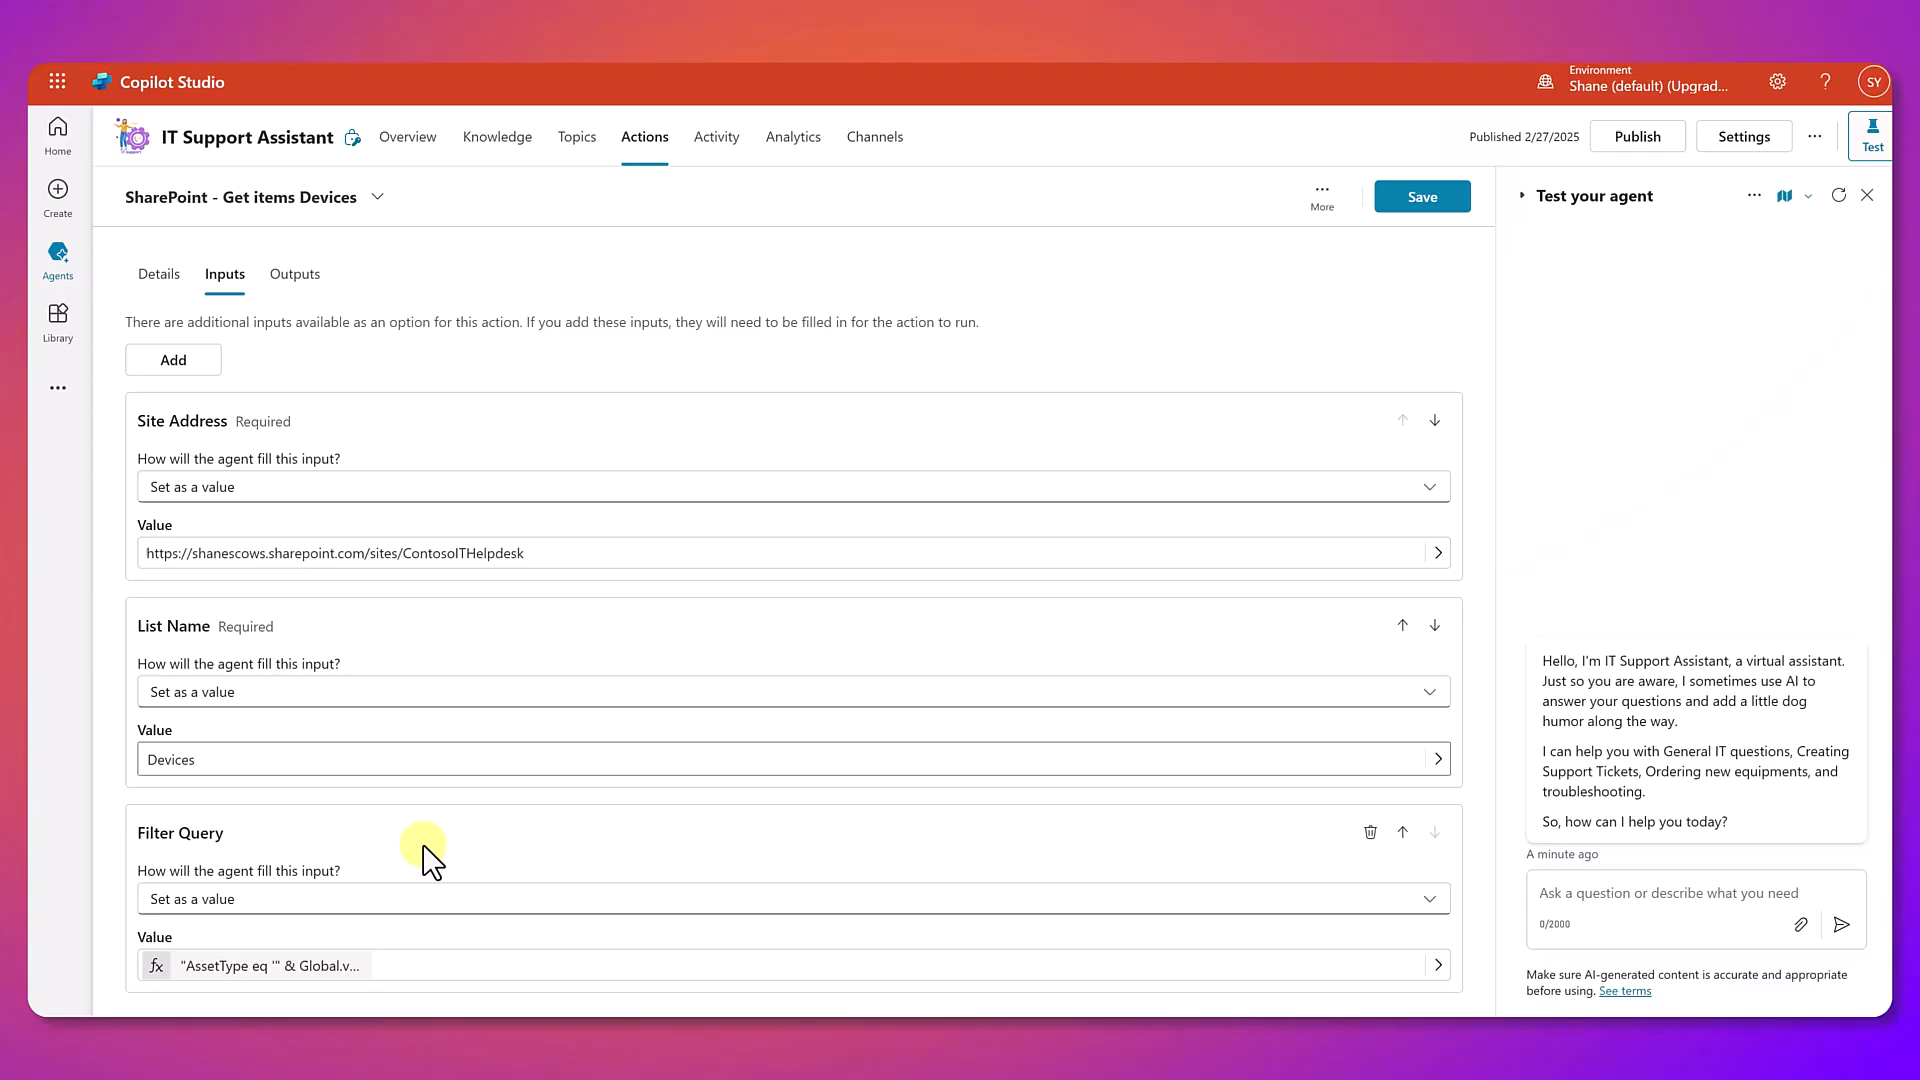 Copilot Studio
Environment
Shane (default) (Upgrad...
SY
Home
Create
Agents
Library
IT Support Assistant
Overview
Knowledge
Topics
Actions
Activity
Analytics
Channels
Published 2/27/2025
Publish
Settings
Test
SharePoint - Get items Devices
More
Save
Details
Inputs
Outputs
There are additional inputs available as an option for this action. If you add these inputs, they will need to be filled in for the action to run.
Add
Site Address Required
How will the agent fill this input?
Set as a value
Value
https://shanescows.sharepoint.com/sites/ContosoITHelpdesk
List Name Required
How will the agent fill this input?
Set as a value
Value
Devices
Filter Query
How will the agent fill this input?
Set as a value
Value
fx "AssetType eq '" & Global.v...
Test your agent
Hello, I'm IT Support Assistant, a virtual assistant.
Just so you are aware, I sometimes use AI to
answer your questions and add a little dog
humor along the way.
I can help you with General IT questions, Creating
Support Tickets, Ordering new equipments, and
troubleshooting.
So, how can I help you today?
A minute ago
Ask a question or describe what you need
0/2000
Make sure AI-generated content is accurate and appropriate
before using. See terms